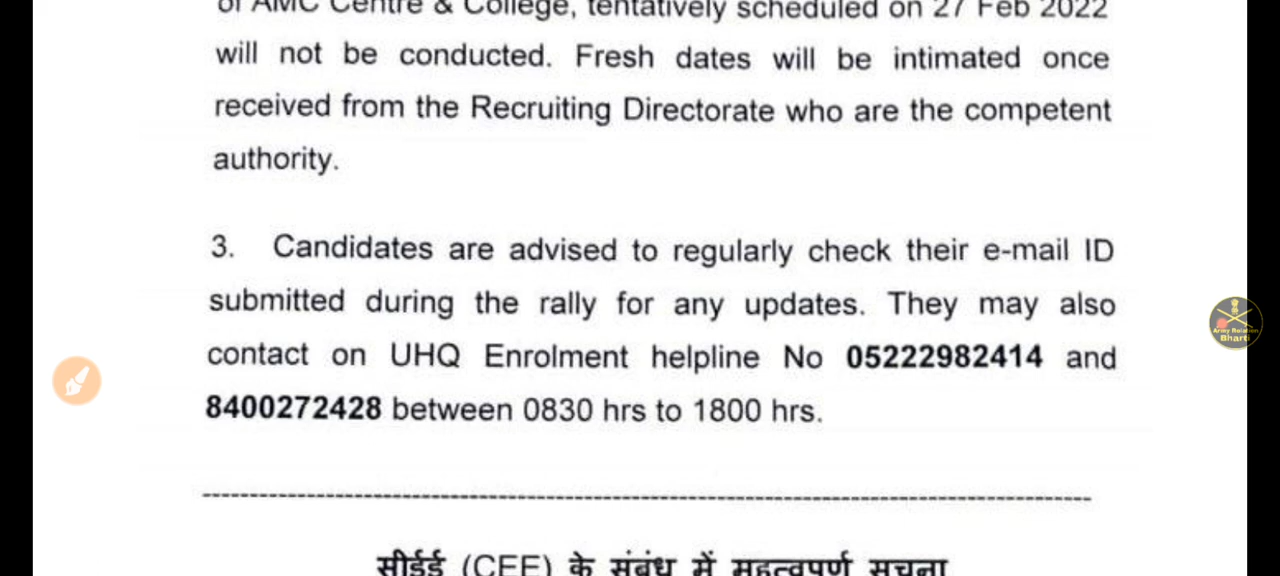 of AMC Centre & College, tentatively scheduled on 27 Feb 2022
will not be conducted. Fresh dates will be intimated once
received from the Recruiting Directorate who are the competent
authority.
3. Candidates are advised to regularly check their e-mail ID
submitted during the rally for any updates. They may also
contact on UHQ Enrolment helpline No 05222982414 and
8400272428 between 0830 hrs to 1800 hrs.
Army Relation
Bharti
सीईई (CEE) के संबंध में महत्वपूर्ण सूचना